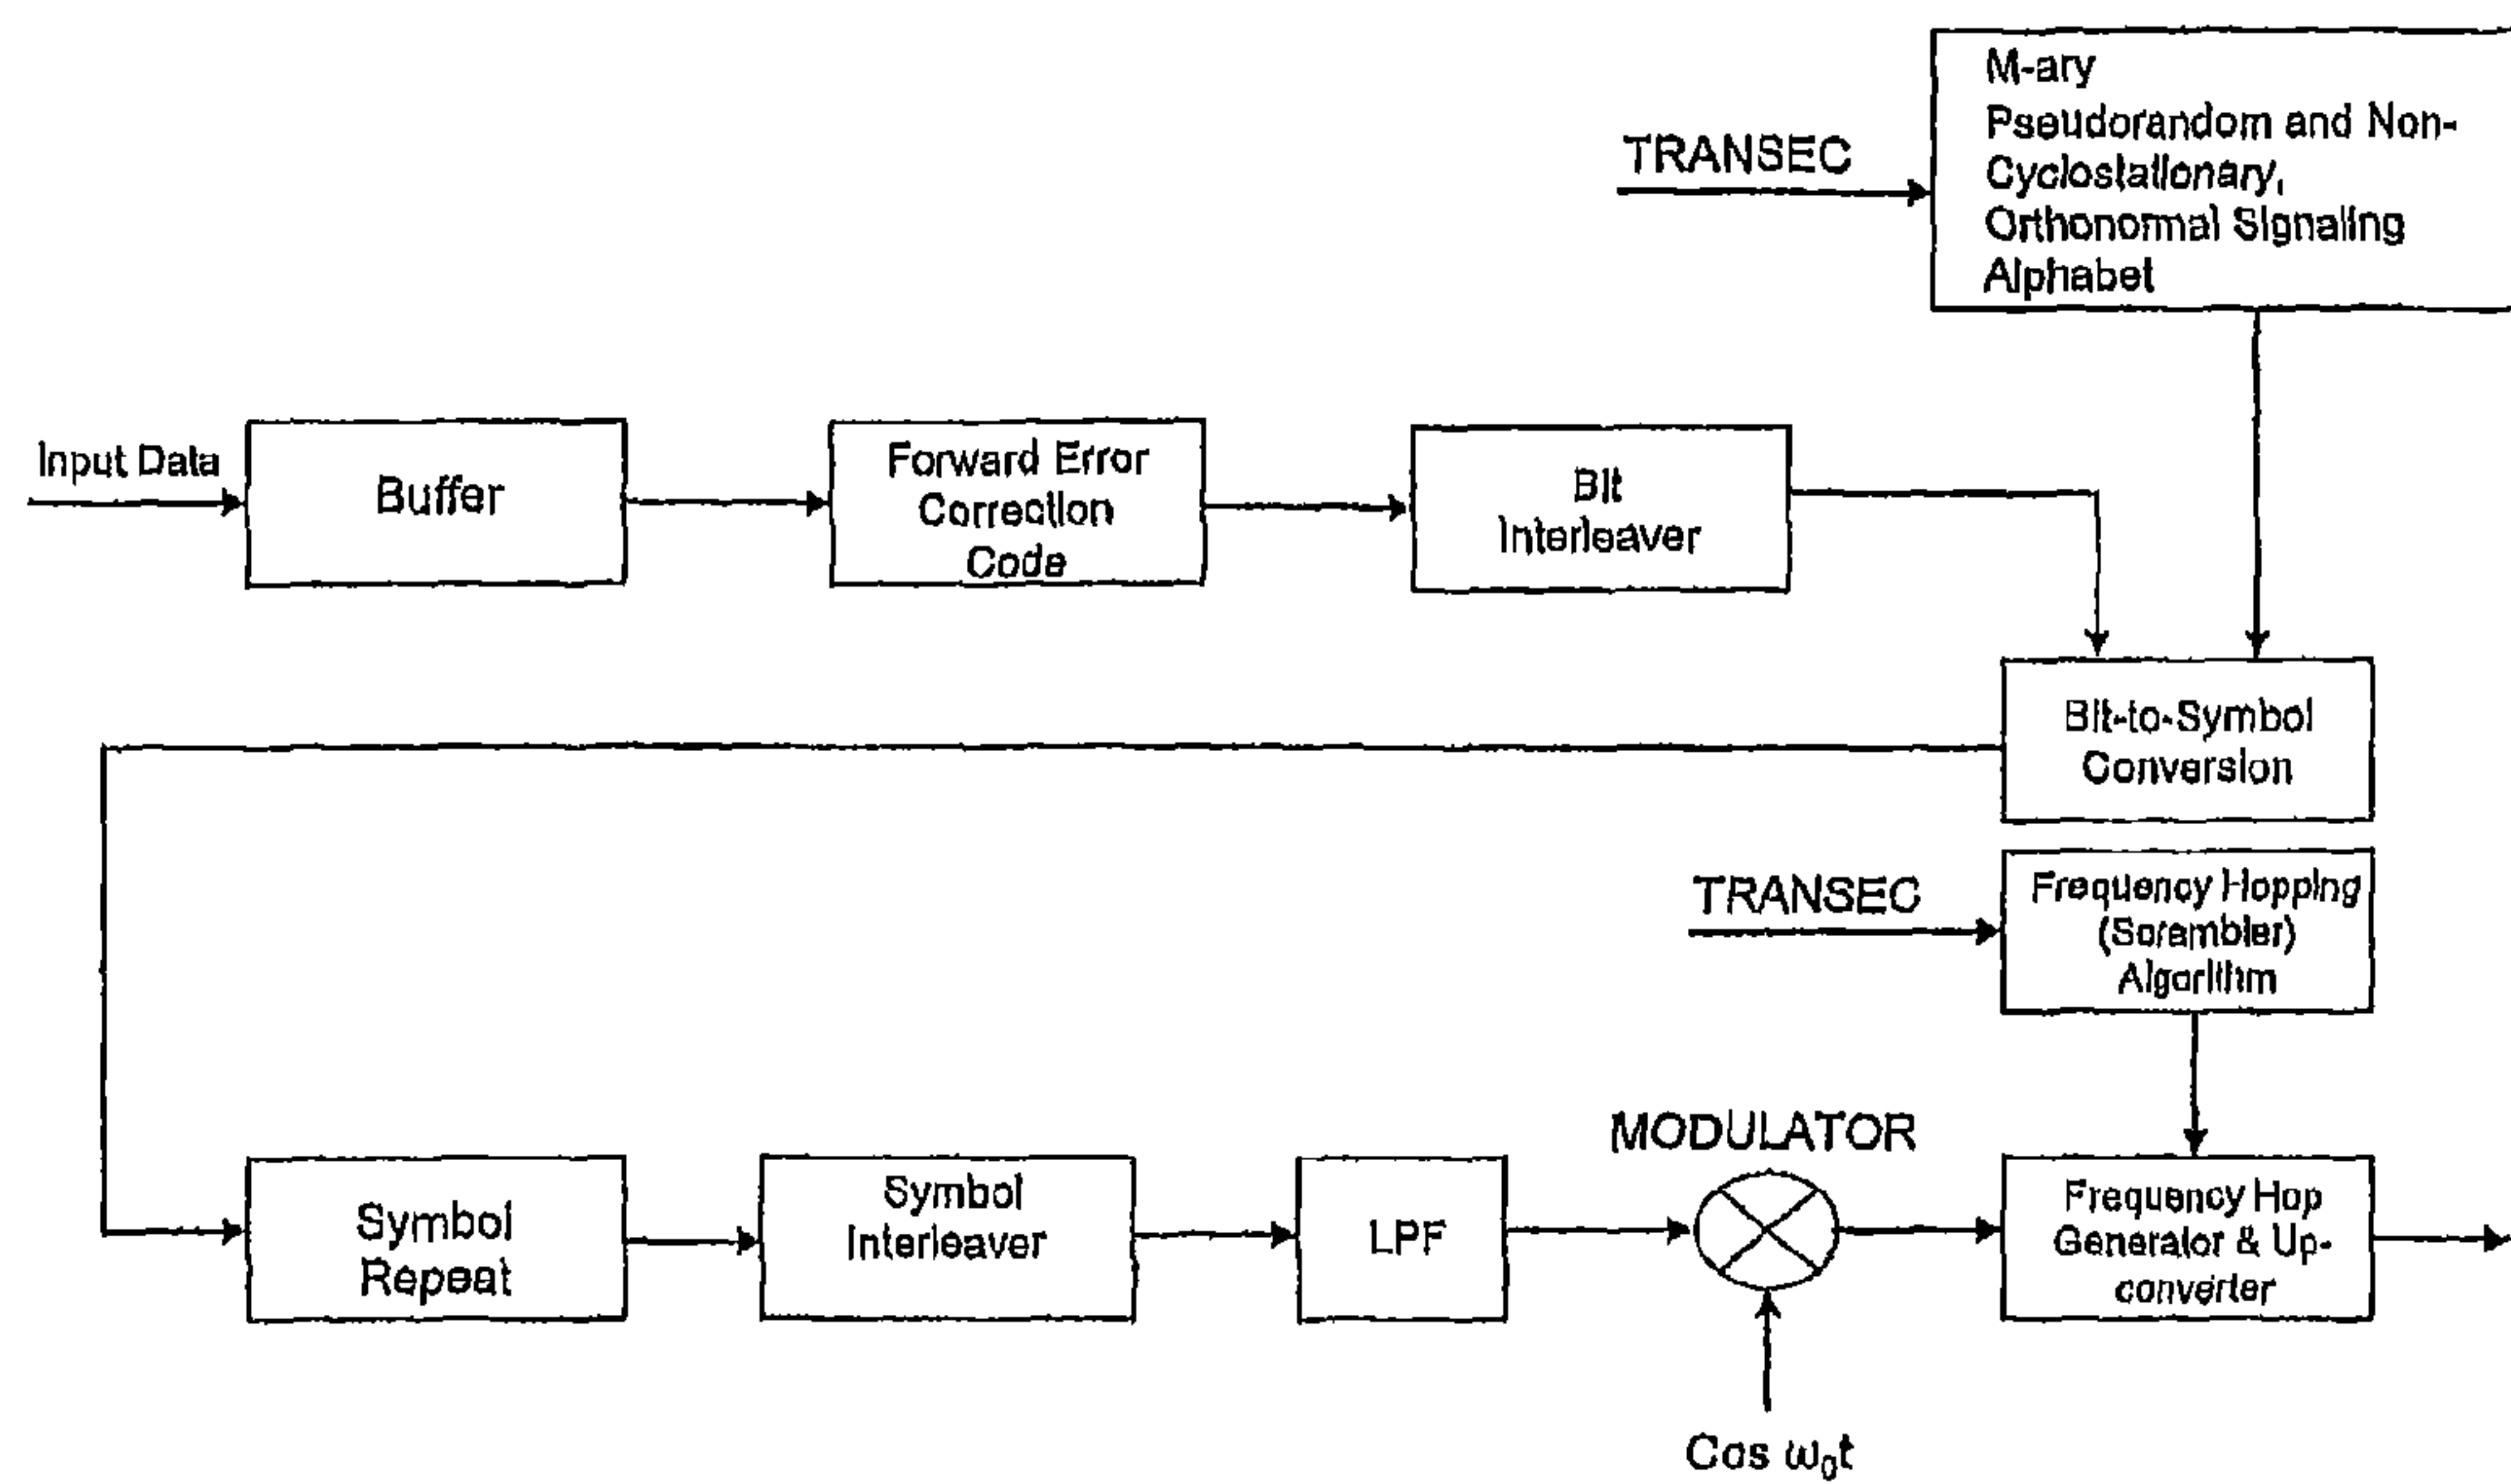 M-ary
Pseudorandom and Non-
Cyclostationary,
Orthonormal Signaling
Alphabet
TRANSEC
Input Data
Buffer
Forward Error
Correction
Code
Bit
Interleaver
Bit-to-Symbol
Conversion
TRANSEC
Frequency Hopping
(Scrambler)
Algorithm
MODULATOR
Symbol
Repeat
Symbol
Interleaver
LPF
Frequency Hop
Generator & Up-
converter
Cos ω₀t